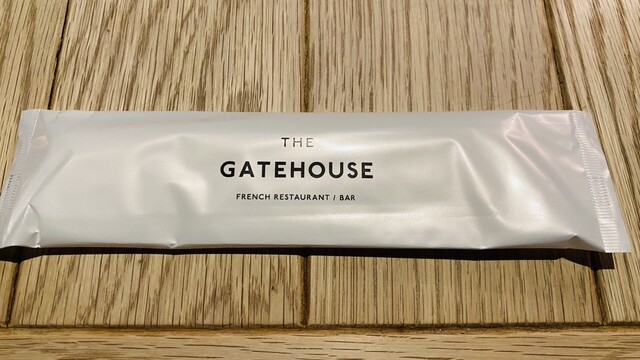 THE
GATEHOUSE
FRENCH RESTAURANT / BAR